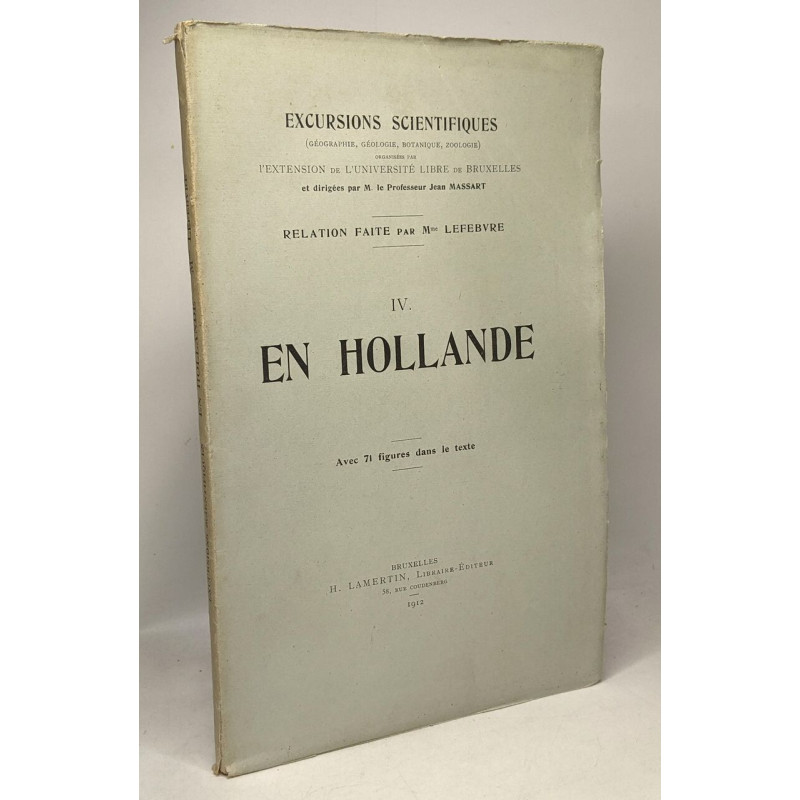 EXCURSIONS SCIENTIFIQUES
(GÉOGRAPHIE, GÉOLOGIE, BOTANIQUE, ZOOLOGIE)
ORGANISÉES PAR
l'EXTENSION DE L'UNIVERSITÉ LIBRE DE BRUXELLES
et dirigées par M. le Professeur Jean MASSART
RELATION FAITE PAR Mme LEFEBVRE
IV.
EN HOLLANDE
Avec 71 figures dans le texte
BRUXELLES
H. LAMERTIN, LIBRAIRE-ÉDITEUR
58, RUE COUDENBERG
1912